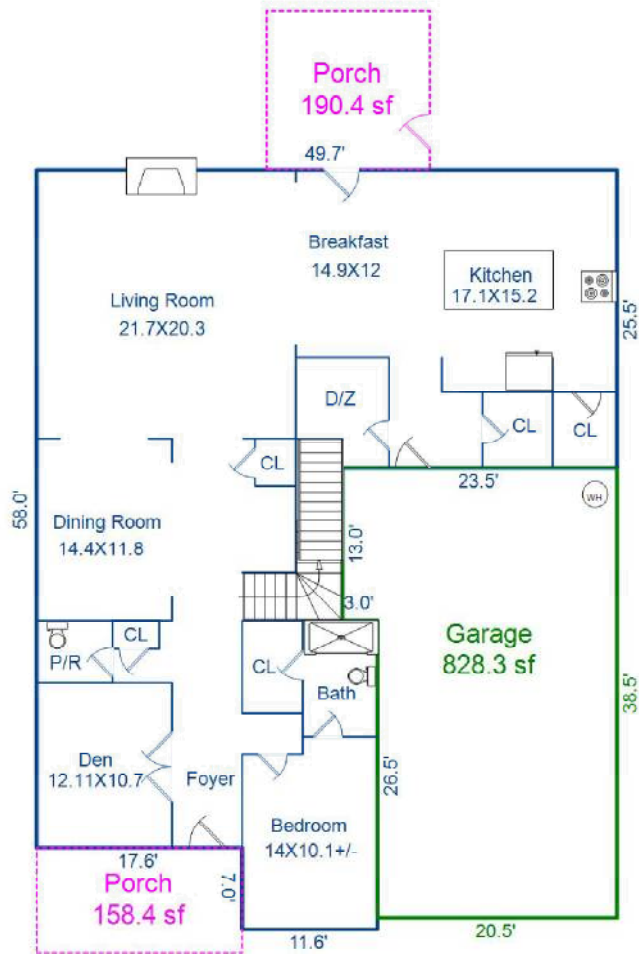 Porch
190.4 sf
49.7'
Breakfast
14.9X12
Kitchen
17.1X15.2
Living Room
21.7X20.3
25.5'
D/Z
CL
CL
CL
23.5'
WH
58.0'
Dining Room
14.4X11.8
13.0'
3.0'
Garage
828.3 sf
CL
P/R
CL
Bath
38.5'
Den
12.11X10.7
Foyer
26.5'
Bedroom
14X10.1+/-
17.6'
Porch
158.4 sf
7.0'
11.6'
20.5'